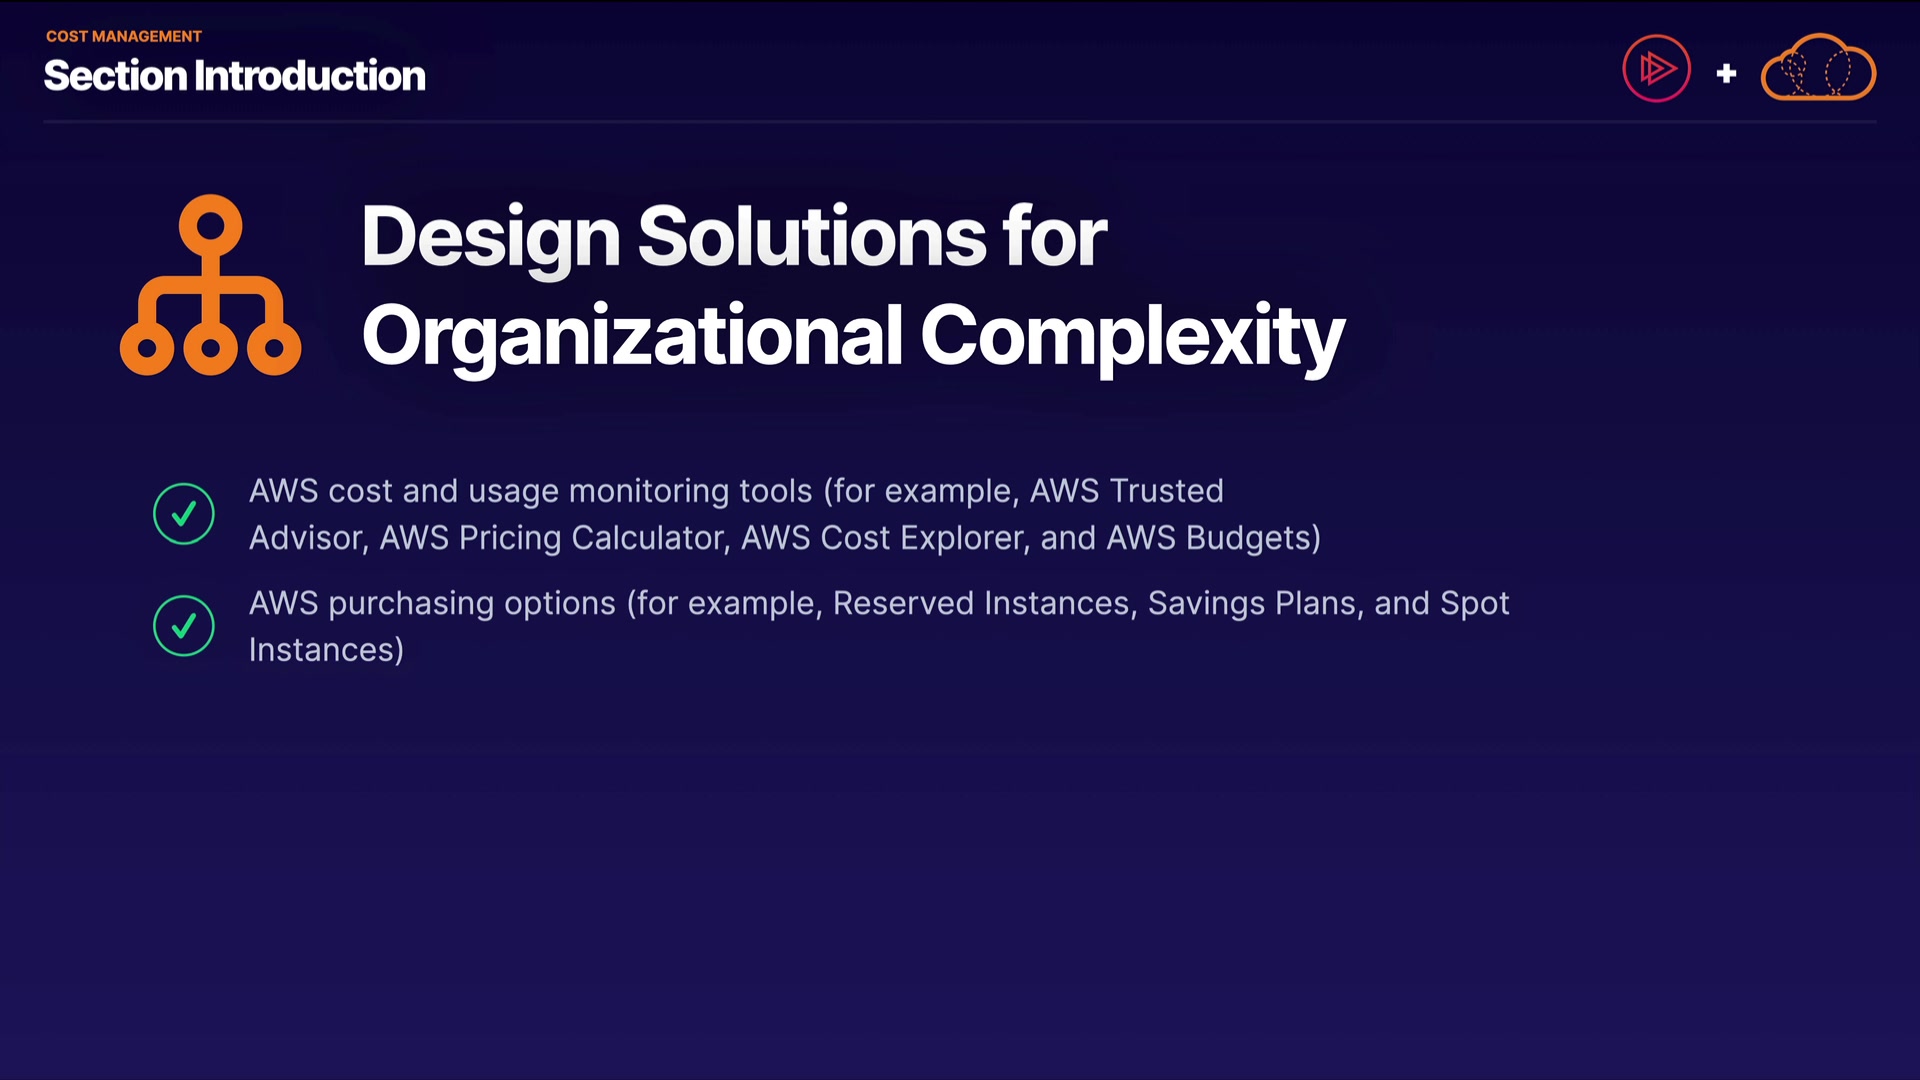 COST MANAGEMENT
Section Introduction
Design Solutions for
Organizational Complexity
AWS cost and usage monitoring tools (for example, AWS Trusted
Advisor, AWS Pricing Calculator, AWS Cost Explorer, and AWS Budgets)
AWS purchasing options (for example, Reserved Instances, Savings Plans, and Spot
Instances)